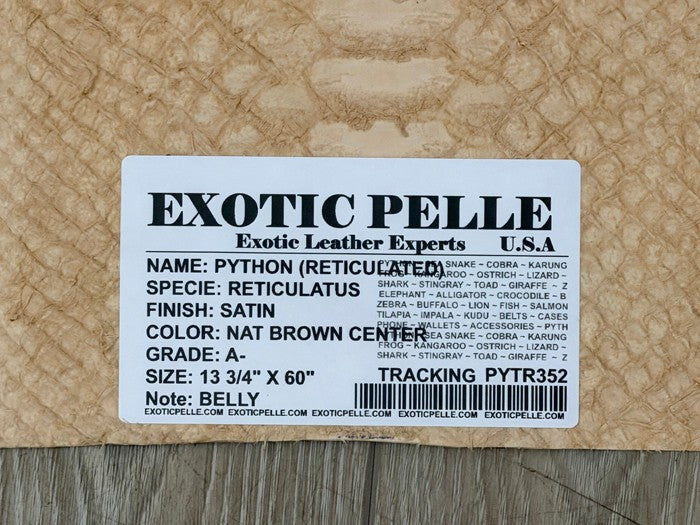 EXOTIC PELLE
Exotic Leather Experts U.S.A
NAME: PYTHON (RETICULATED)
SPECIE: RETICULATUS
FINISH: SATIN
COLOR: NAT BROWN CENTER
GRADE: A-
SIZE: 13 3/4" X 60"
Note: BELLY
SNAKE ~ COBRA ~ KARUNG
FROG ~ KANGAROO ~ OSTRICH ~ LIZARD ~
SHARK ~ STINGRAY ~ TOAD ~ GIRAFFE ~ Z
ELEPHANT ~ ALLIGATOR ~ CROCODILE ~ B
ZEBRA ~ BUFFALO ~ LION ~ FISH ~ SALMON
TILAPIA ~ IMPALA ~ KUDU ~ BELTS ~ CASES
PHONE ~ WALLETS ~ ACCESSORIES ~ PYTH
SEA SNAKE ~ COBRA ~ KARUNG
FROG ~ KANGAROO ~ OSTRICH ~ LIZARD ~
SHARK ~ STINGRAY ~ TOAD ~ GIRAFFE ~ Z
TRACKING PYTR352
EXOTICPELLE.COM EXOTICPELLE.COM EXOTICPELLE.COM EXOTICPELLE.COM EXOTICPELLE.COM